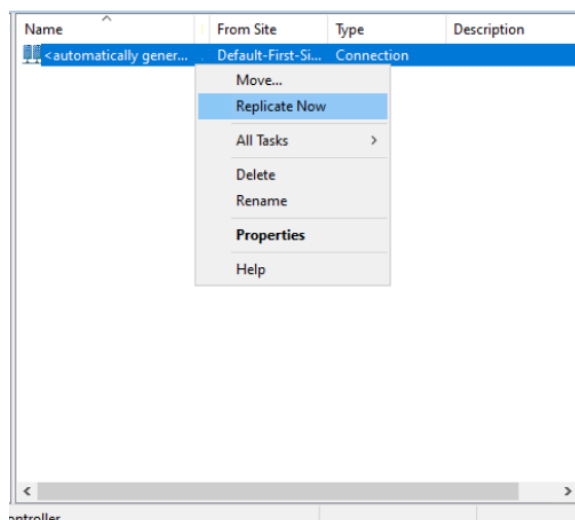 Name From Site Type Description
<automatically gener... Default-First-Si... Connection
Move...
Replicate Now
All Tasks
Delete
Rename
Properties
Help
ontroller